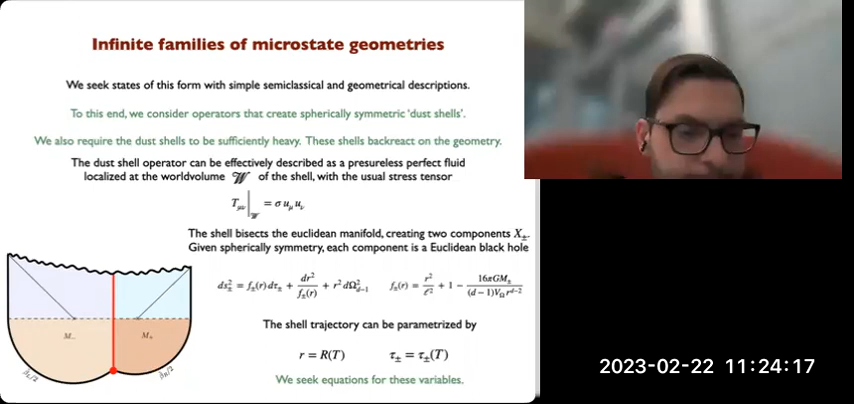 Infinite families of microstate geometries
We seek states of this form with simple semiclassical and geometrical descriptions.
To this end, we consider operators that create spherically symmetric 'dust shells'.
We also require the dust shells to be sufficiently heavy. These shells backreact on the geometry.
The dust shell operator can be effectively described as a presureless perfect fluid
localized at the worldvolume 𝒲 of the shell, with the usual stress tensor
T_{μν}|_𝒲 = σ u_μ u_ν
The shell bisects the euclidean manifold, creating two components X_±.
Given spherically symmetry, each component is a Euclidean black hole
ds²_± = f_±(r) dτ_± + dr²/f_±(r) + r² dΩ²_{d−1}    f_±(r) = r²/ℓ² + 1 − 16πGM_±/((d−1)V_Ω r^{d−2})
The shell trajectory can be parametrized by
r = R(T)    τ_± = τ_±(T)
We seek equations for these variables.
M_−    M_+
β_L/2    β_R/2
2023-02-22 11:24:17